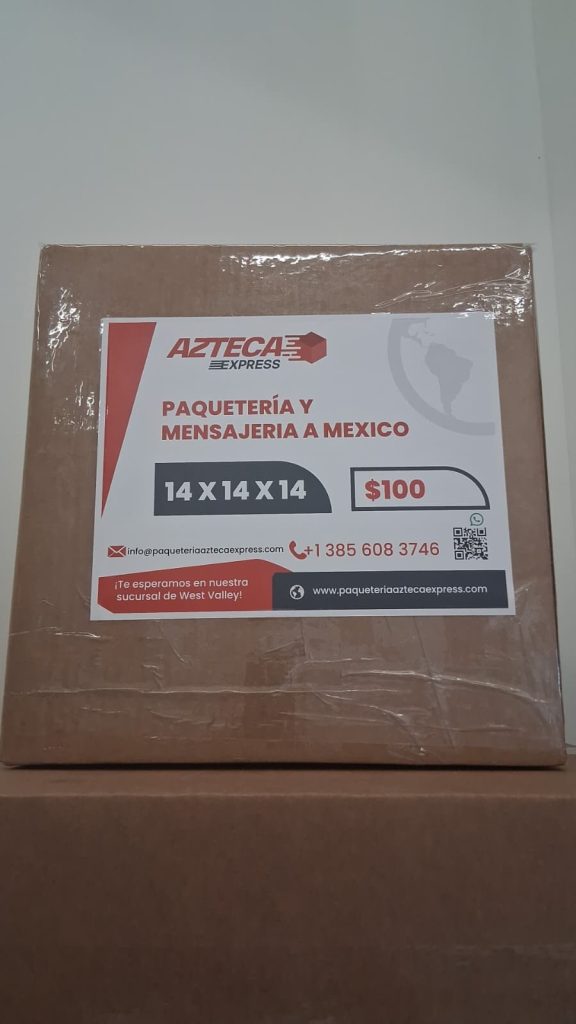 AZTECA
EXPRESS
PAQUETERÍA Y
MENSAJERIA A MEXICO
14 X 14 X 14
$100
info@paqueteriaaztecaexpress.com
+1 385 608 3746
¡Te esperamos en nuestra
sucursal de West Valley!
www.paqueteriaaztecaexpress.com